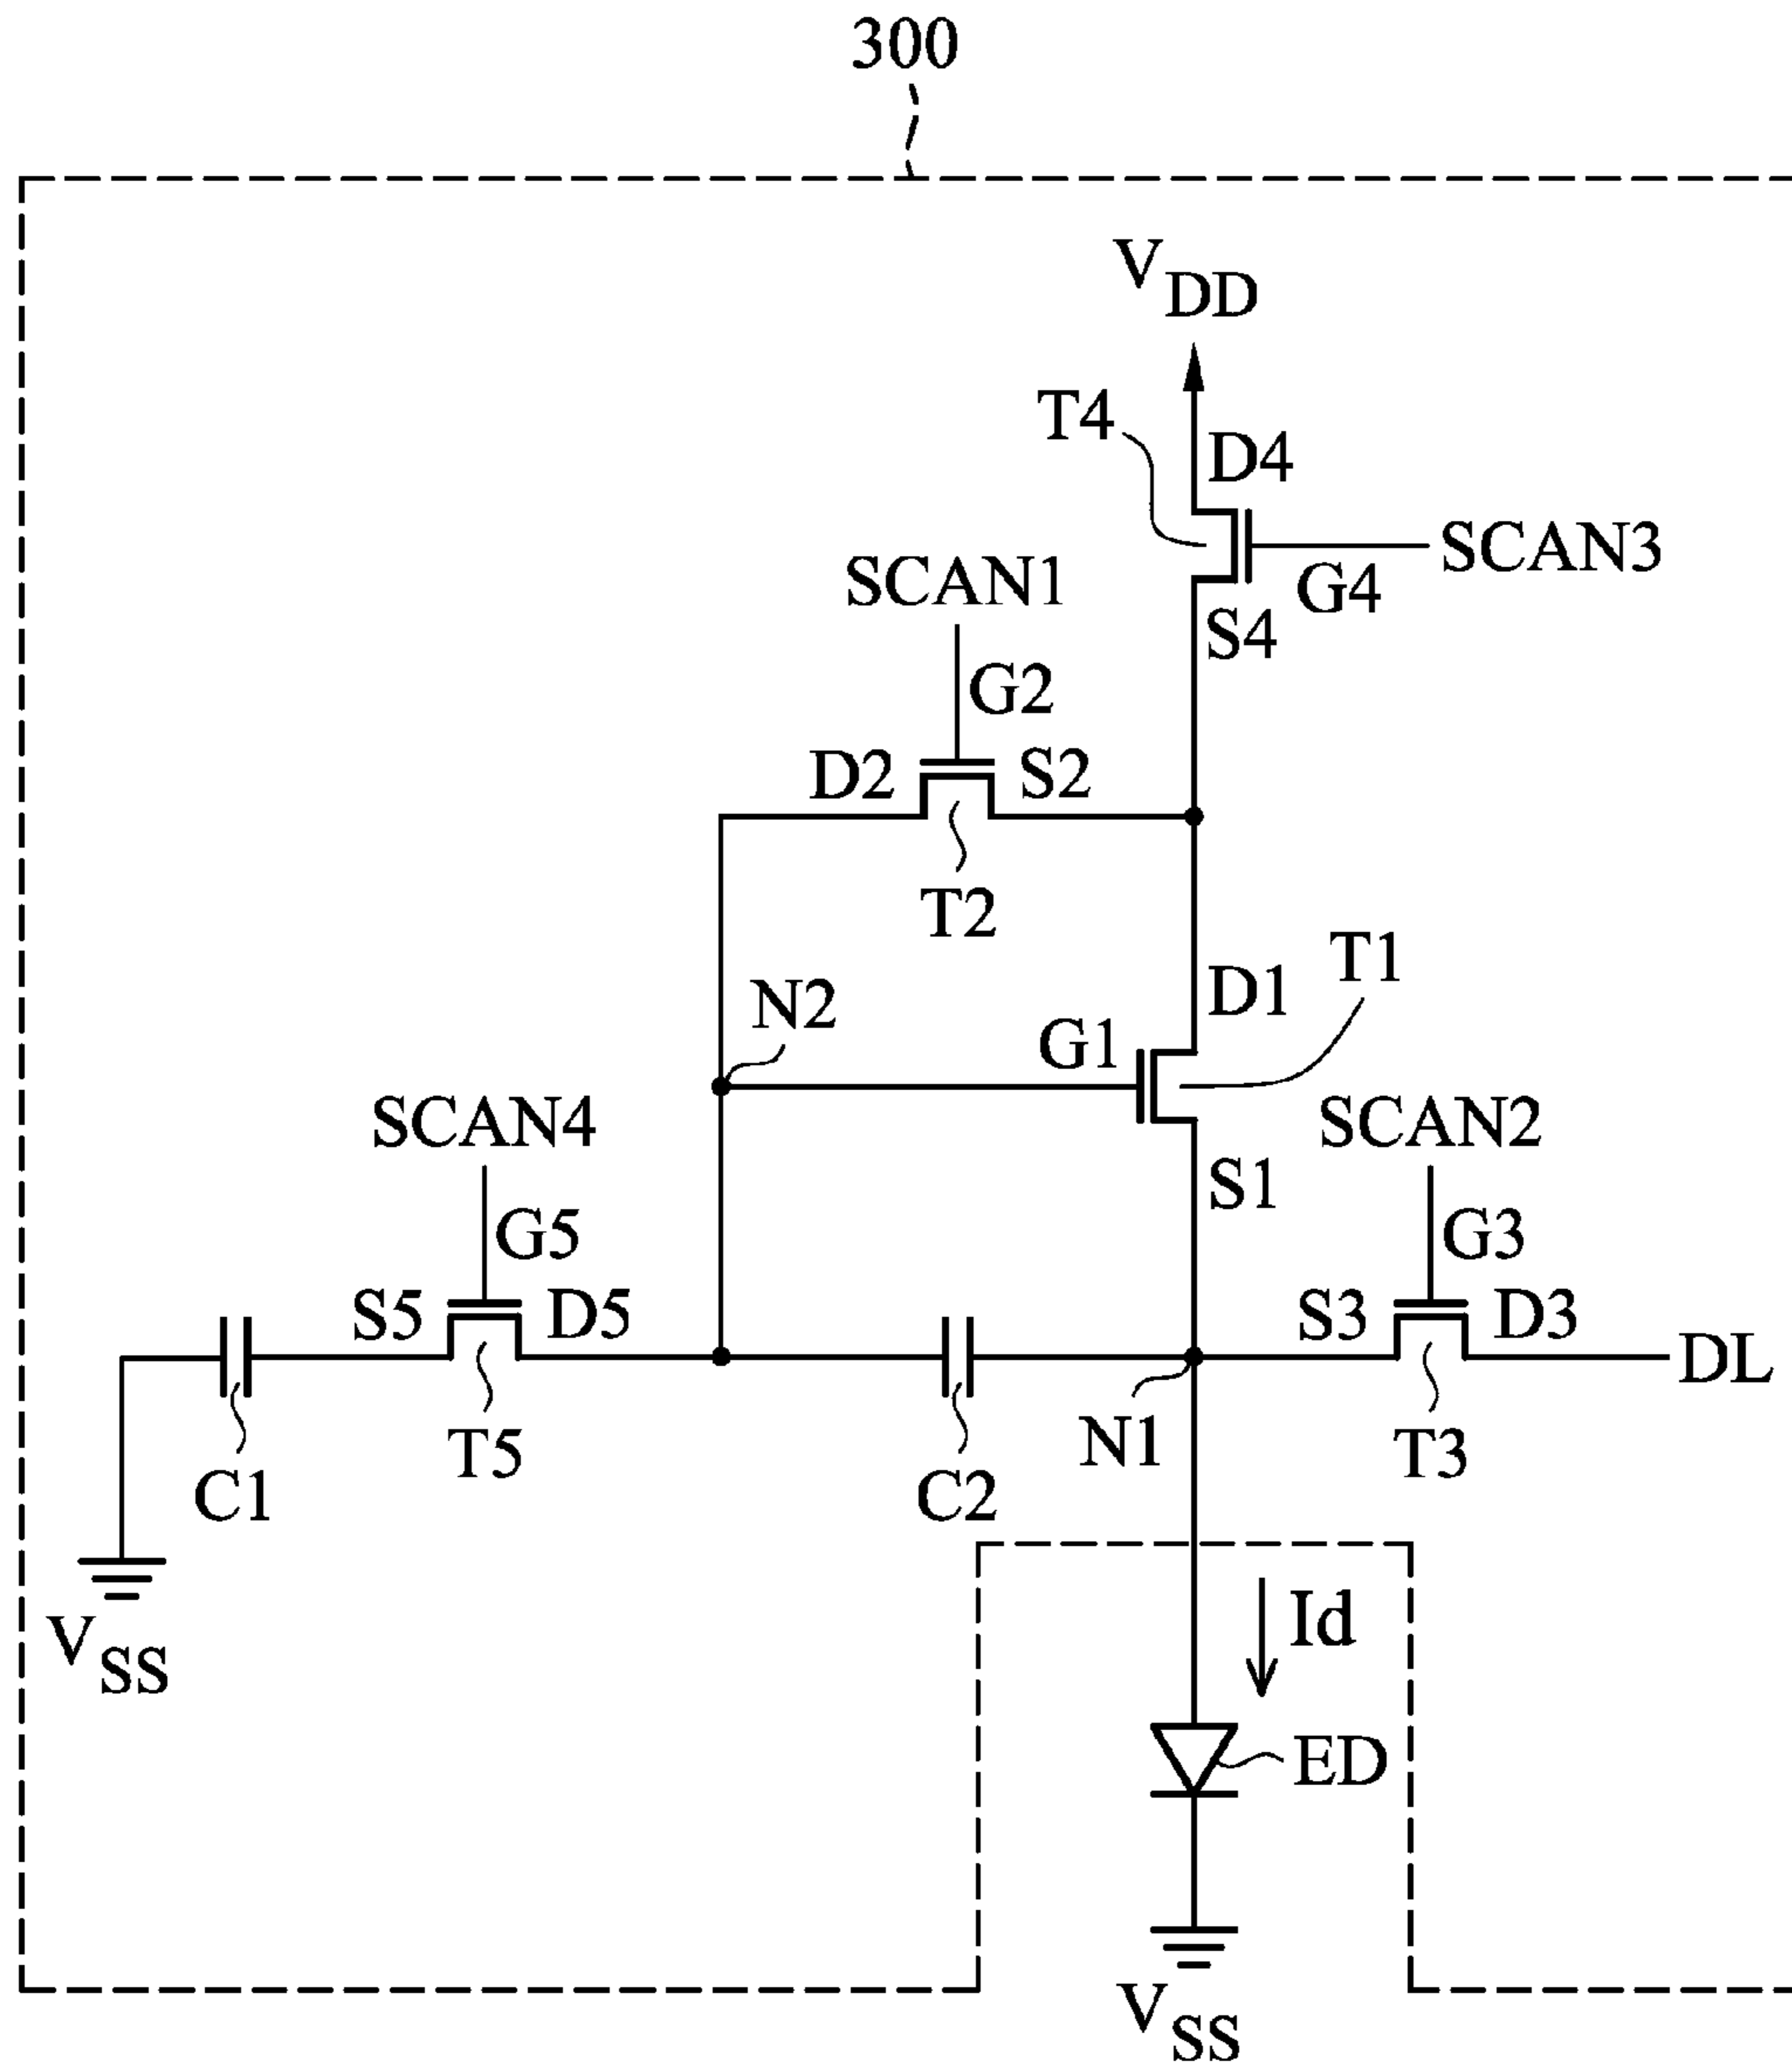 300
VDD
T4
D4
SCAN3
G4
SCAN1
S4
G2
D2
S2
T2
T1
D1
N2
G1
SCAN4
SCAN2
S1
G5
G3
S5
D5
S3
D3
DL
C1
T5
C2
N1
T3
Id
VSS
ED
VSS